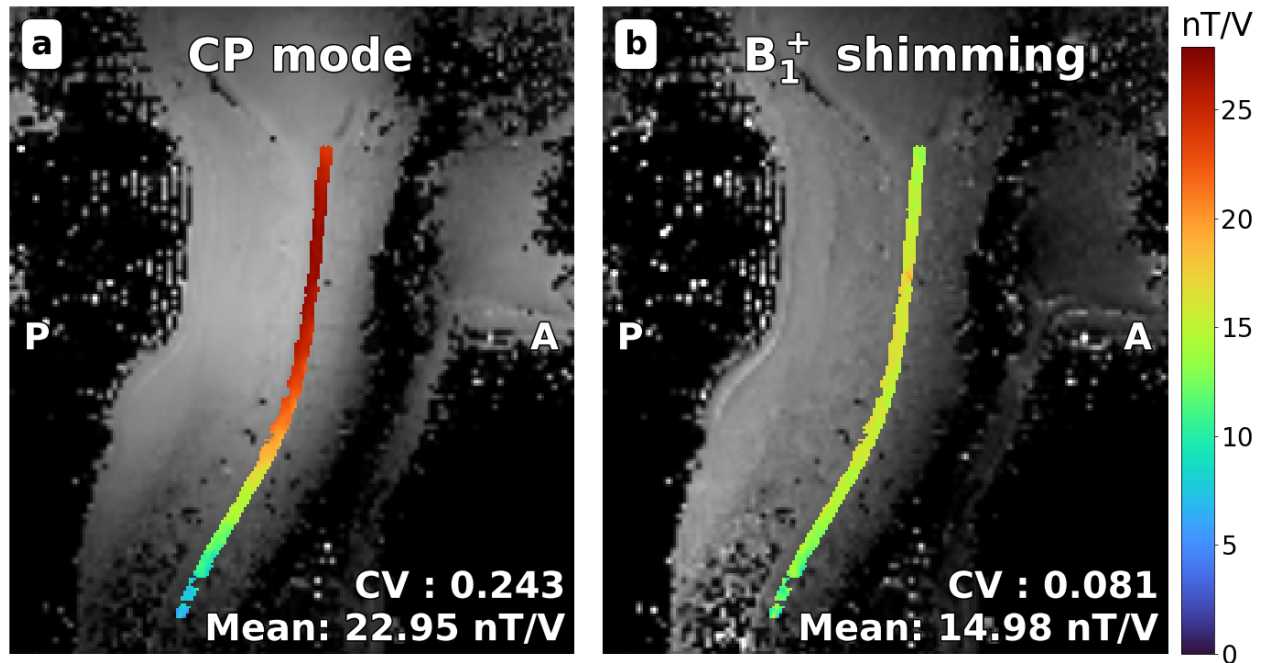 a
CP mode
P
A
CV : 0.243
Mean: 22.95 nT/V
b
B₁⁺ shimming
P
A
CV : 0.081
Mean: 14.98 nT/V
nT/V
25
20
15
10
5
0